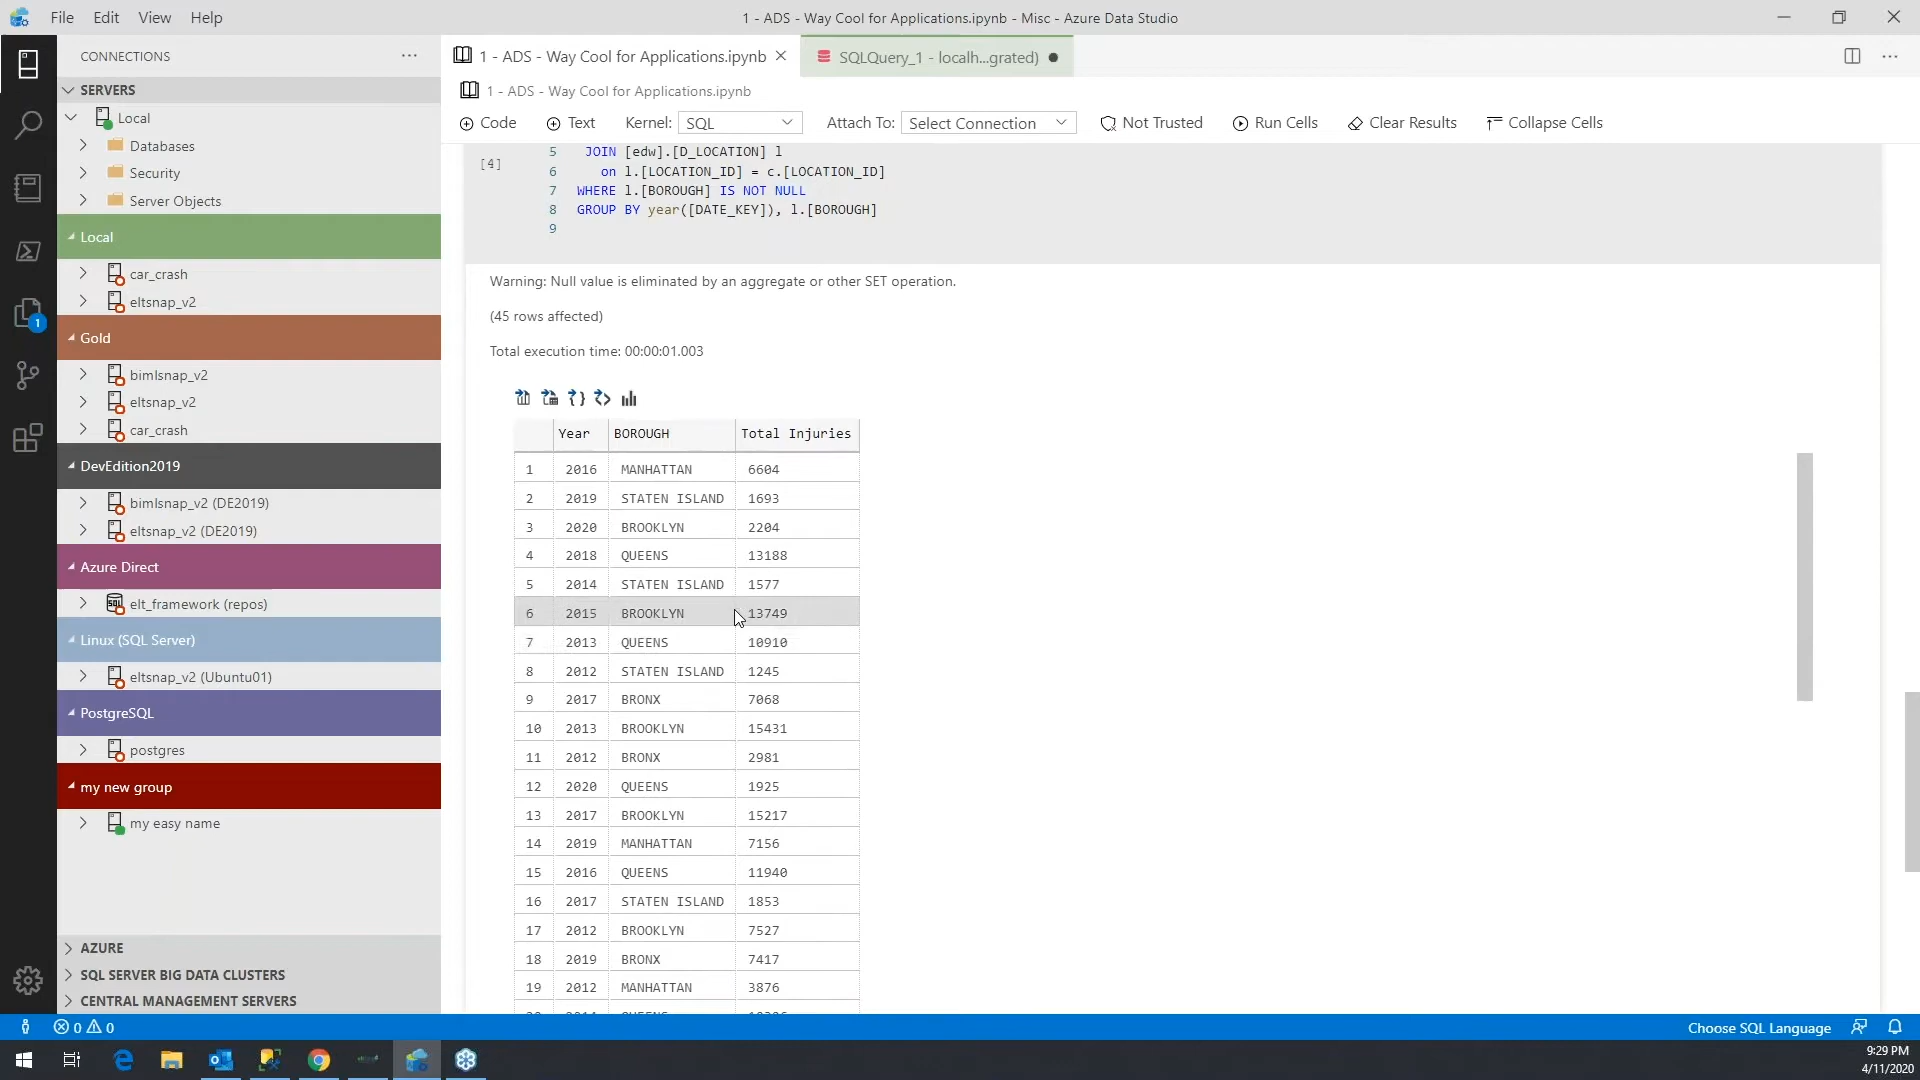 File Edit View Help
1 - ADS - Way Cool for Applications.ipynb - Misc - Azure Data Studio
CONNECTIONS
1 - ADS - Way Cool for Applications.ipynb
SQLQuery_1 - localh...grated)
SERVERS
1 - ADS - Way Cool for Applications.ipynb
Code Text Kernel: SQL Attach To: Select Connection Not Trusted Run Cells Clear Results Collapse Cells
Local
Databases
Security
Server Objects
Local
car_crash
eltsnap_v2
Gold
bimlsnap_v2
eltsnap_v2
car_crash
DevEdition2019
bimlsnap_v2 (DE2019)
eltsnap_v2 (DE2019)
Azure Direct
elt_framework (repos)
Linux (SQL Server)
eltsnap_v2 (Ubuntu01)
PostgreSQL
postgres
my new group
my easy name
AZURE
SQL SERVER BIG DATA CLUSTERS
CENTRAL MANAGEMENT SERVERS
1
[4]
5 JOIN [edw].[D_LOCATION] l
6 on l.[LOCATION_ID] = c.[LOCATION_ID]
7 WHERE l.[BOROUGH] IS NOT NULL
8 GROUP BY year([DATE_KEY]), l.[BOROUGH]
9
Warning: Null value is eliminated by an aggregate or other SET operation.
(45 rows affected)
Total execution time: 00:00:01.003
Year BOROUGH Total Injuries
1 2016 MANHATTAN 6604
2 2019 STATEN ISLAND 1693
3 2020 BROOKLYN 2204
4 2018 QUEENS 13188
5 2014 STATEN ISLAND 1577
6 2015 BROOKLYN 13749
7 2013 QUEENS 10910
8 2012 STATEN ISLAND 1245
9 2017 BRONX 7068
10 2013 BROOKLYN 15431
11 2012 BRONX 2981
12 2020 QUEENS 1925
13 2017 BROOKLYN 15217
14 2019 MANHATTAN 7156
15 2016 QUEENS 11940
16 2017 STATEN ISLAND 1853
17 2012 BROOKLYN 7527
18 2019 BRONX 7417
19 2012 MANHATTAN 3876
0 0
Choose SQL Language
9:29 PM
4/11/2020